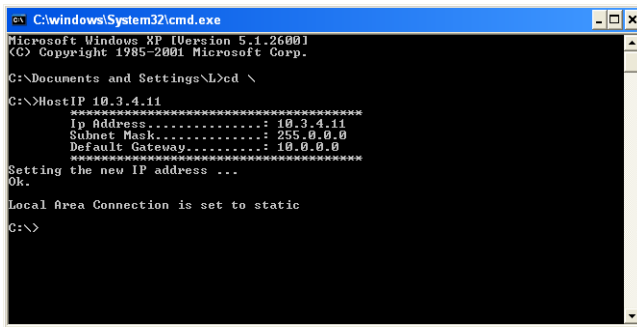 C:\windows\System32\cmd.exe
Microsoft Windows XP [Version 5.1.2600]
(C) Copyright 1985-2001 Microsoft Corp.
C:\Documents and Settings\L>cd \
C:\>HostIP 10.3.4.11
**************************************
Ip Address...............: 10.3.4.11
Subnet Mask..............: 255.0.0.0
Default Gateway..........: 10.0.0.0
**************************************
Setting the new IP address ...
Ok.
Local Area Connection is set to static
C:\>